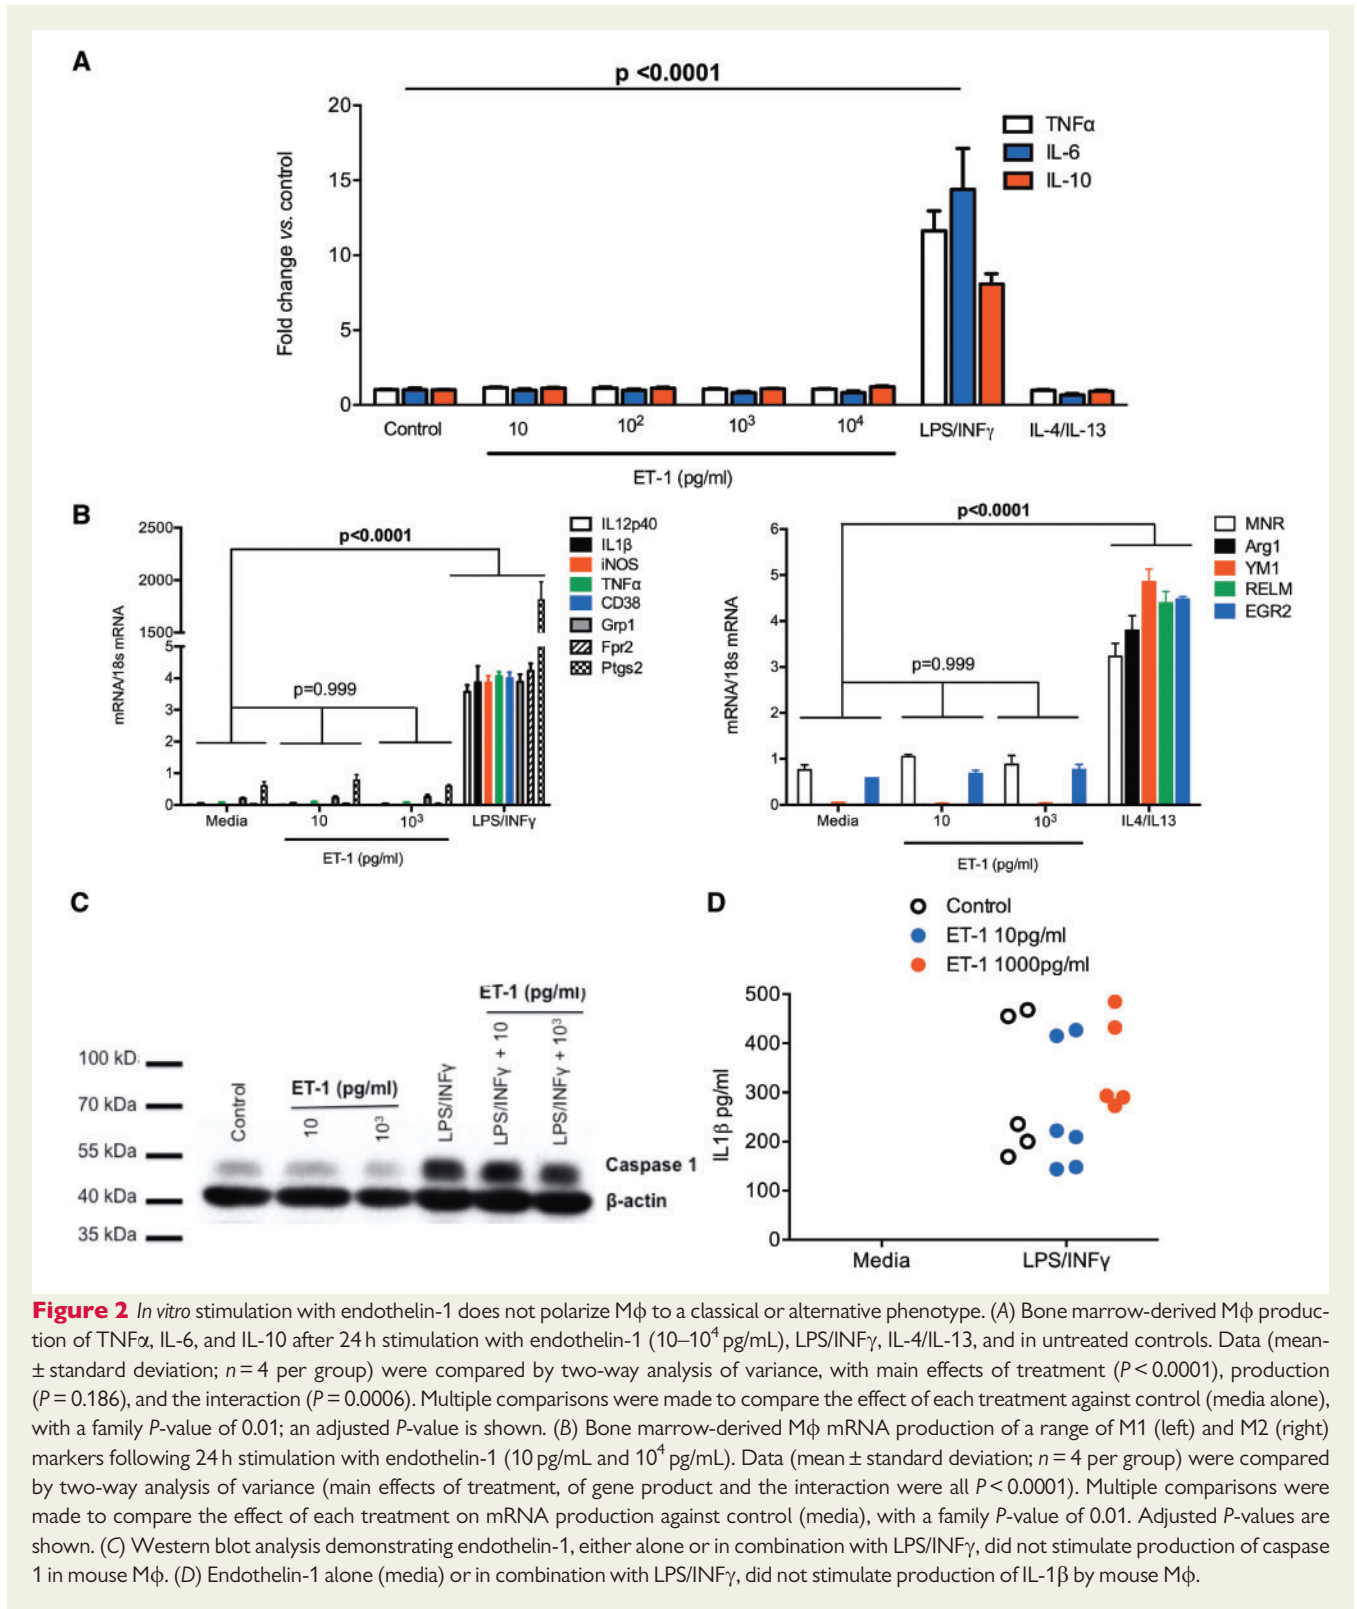 A
p <0.0001
20
15
10
5
0
Fold change vs. control
TNFα
IL-6
IL-10
Control
10
10²
10³
10⁴
LPS/INFγ
IL-4/IL-13
ET-1 (pg/ml)
B
2500
2000
1500
5
4
3
2
1
0
mRNA/18s mRNA
p<0.0001
p=0.999
IL12p40
IL1β
iNOS
TNFα
CD38
Grp1
Fpr2
Ptgs2
Media
10
10³
LPS/INFγ
ET-1 (pg/ml)
6
5
4
3
2
1
0
mRNA/18s mRNA
p<0.0001
p=0.999
MNR
Arg1
YM1
RELM
EGR2
Media
10
10³
IL4/IL13
ET-1 (pg/ml)
C
100 kD
70 kDa
55 kDa
40 kDa
35 kDa
Control
ET-1 (pg/ml)
10
10³
LPS/INFγ
ET-1 (pg/ml)
LPS/INFγ + 10
LPS/INFγ + 10³
Caspase 1
β-actin
D
Control
ET-1 10pg/ml
ET-1 1000pg/ml
500
400
300
200
100
0
IL1β pg/ml
Media
LPS/INFγ
Figure 2 In vitro stimulation with endothelin-1 does not polarize Mϕ to a classical or alternative phenotype. (A) Bone marrow-derived Mϕ produc-
tion of TNFα, IL-6, and IL-10 after 24 h stimulation with endothelin-1 (10–10⁴ pg/mL), LPS/INFγ, IL-4/IL-13, and in untreated controls. Data (mean-
± standard deviation; n = 4 per group) were compared by two-way analysis of variance, with main effects of treatment (P < 0.0001), production
(P = 0.186), and the interaction (P = 0.0006). Multiple comparisons were made to compare the effect of each treatment against control (media alone),
with a family P-value of 0.01; an adjusted P-value is shown. (B) Bone marrow-derived Mϕ mRNA production of a range of M1 (left) and M2 (right)
markers following 24 h stimulation with endothelin-1 (10 pg/mL and 10⁴ pg/mL). Data (mean ± standard deviation; n = 4 per group) were compared
by two-way analysis of variance (main effects of treatment, of gene product and the interaction were all P < 0.0001). Multiple comparisons were
made to compare the effect of each treatment on mRNA production against control (media), with a family P-value of 0.01. Adjusted P-values are
shown. (C) Western blot analysis demonstrating endothelin-1, either alone or in combination with LPS/INFγ, did not stimulate production of caspase
1 in mouse Mϕ. (D) Endothelin-1 alone (media) or in combination with LPS/INFγ, did not stimulate production of IL-1β by mouse Mϕ.